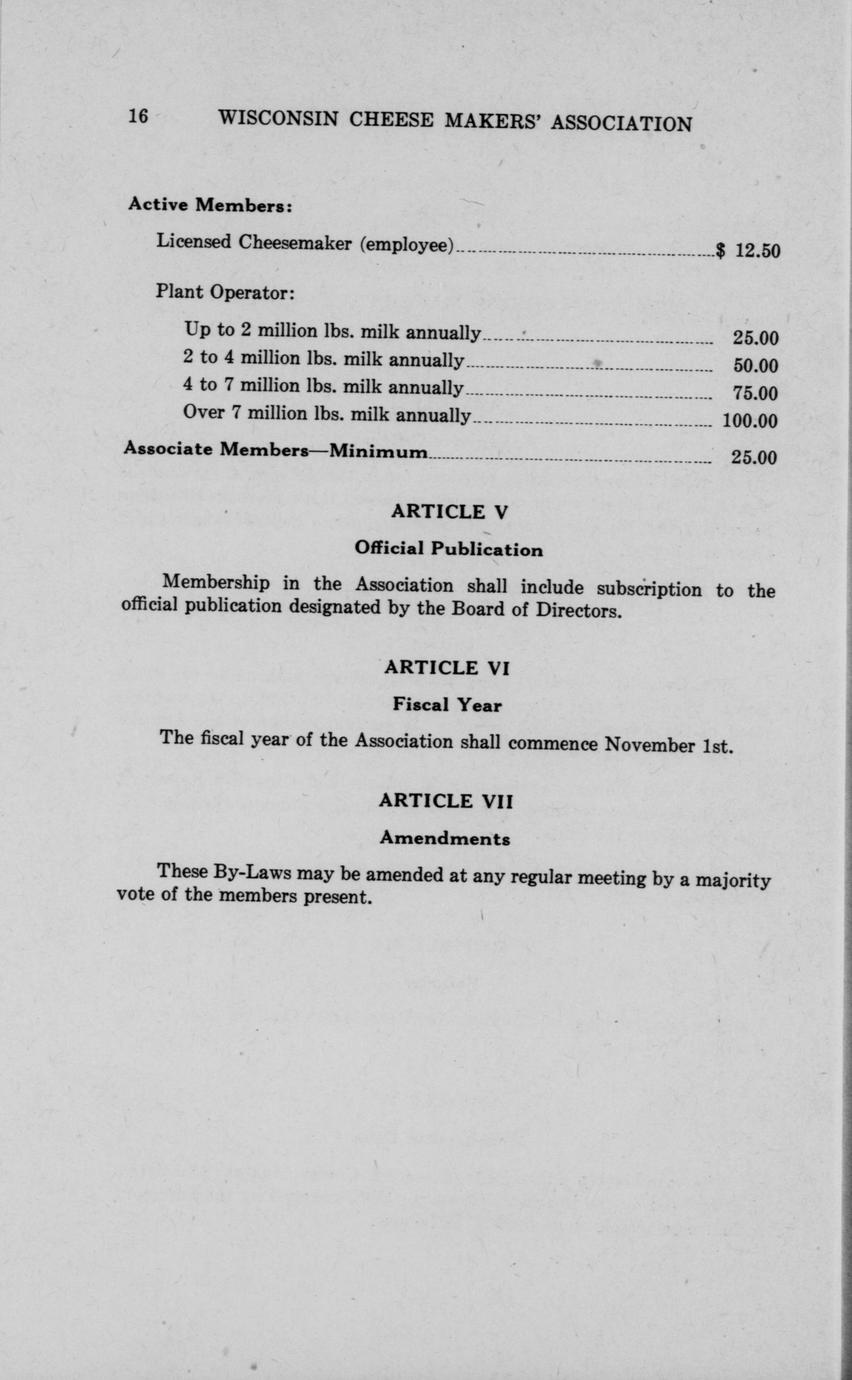 16 WISCONSIN CHEESE MAKERS' ASSOCIATION
Active Members:
Licensed Cheesemaker (employee)........................................$ 12.50
Plant Operator:
Up to 2 million lbs. milk annually........................................ 25.00
2 to 4 million lbs. milk annually........................................ 50.00
4 to 7 million lbs. milk annually........................................ 75.00
Over 7 million lbs. milk annually........................................ 100.00
Associate Members—Minimum........................................ 25.00
ARTICLE V
Official Publication
Membership in the Association shall include subscription to the
official publication designated by the Board of Directors.
ARTICLE VI
Fiscal Year
The fiscal year of the Association shall commence November 1st.
ARTICLE VII
Amendments
These By-Laws may be amended at any regular meeting by a majority
vote of the members present.